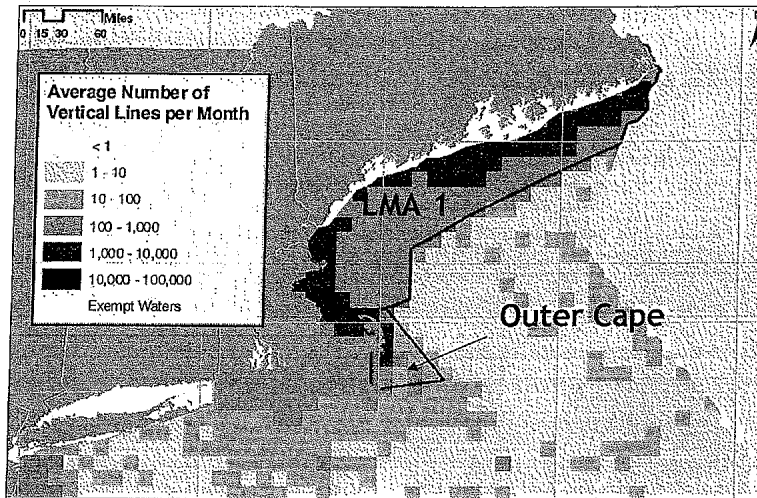 Miles
0 15 30 60
Average Number of
Vertical Lines per Month
< 1
1 - 10
10 - 100
100 - 1,000
1,000 - 10,000
10,000 - 100,000
Exempt Waters
LMA 1
Outer Cape